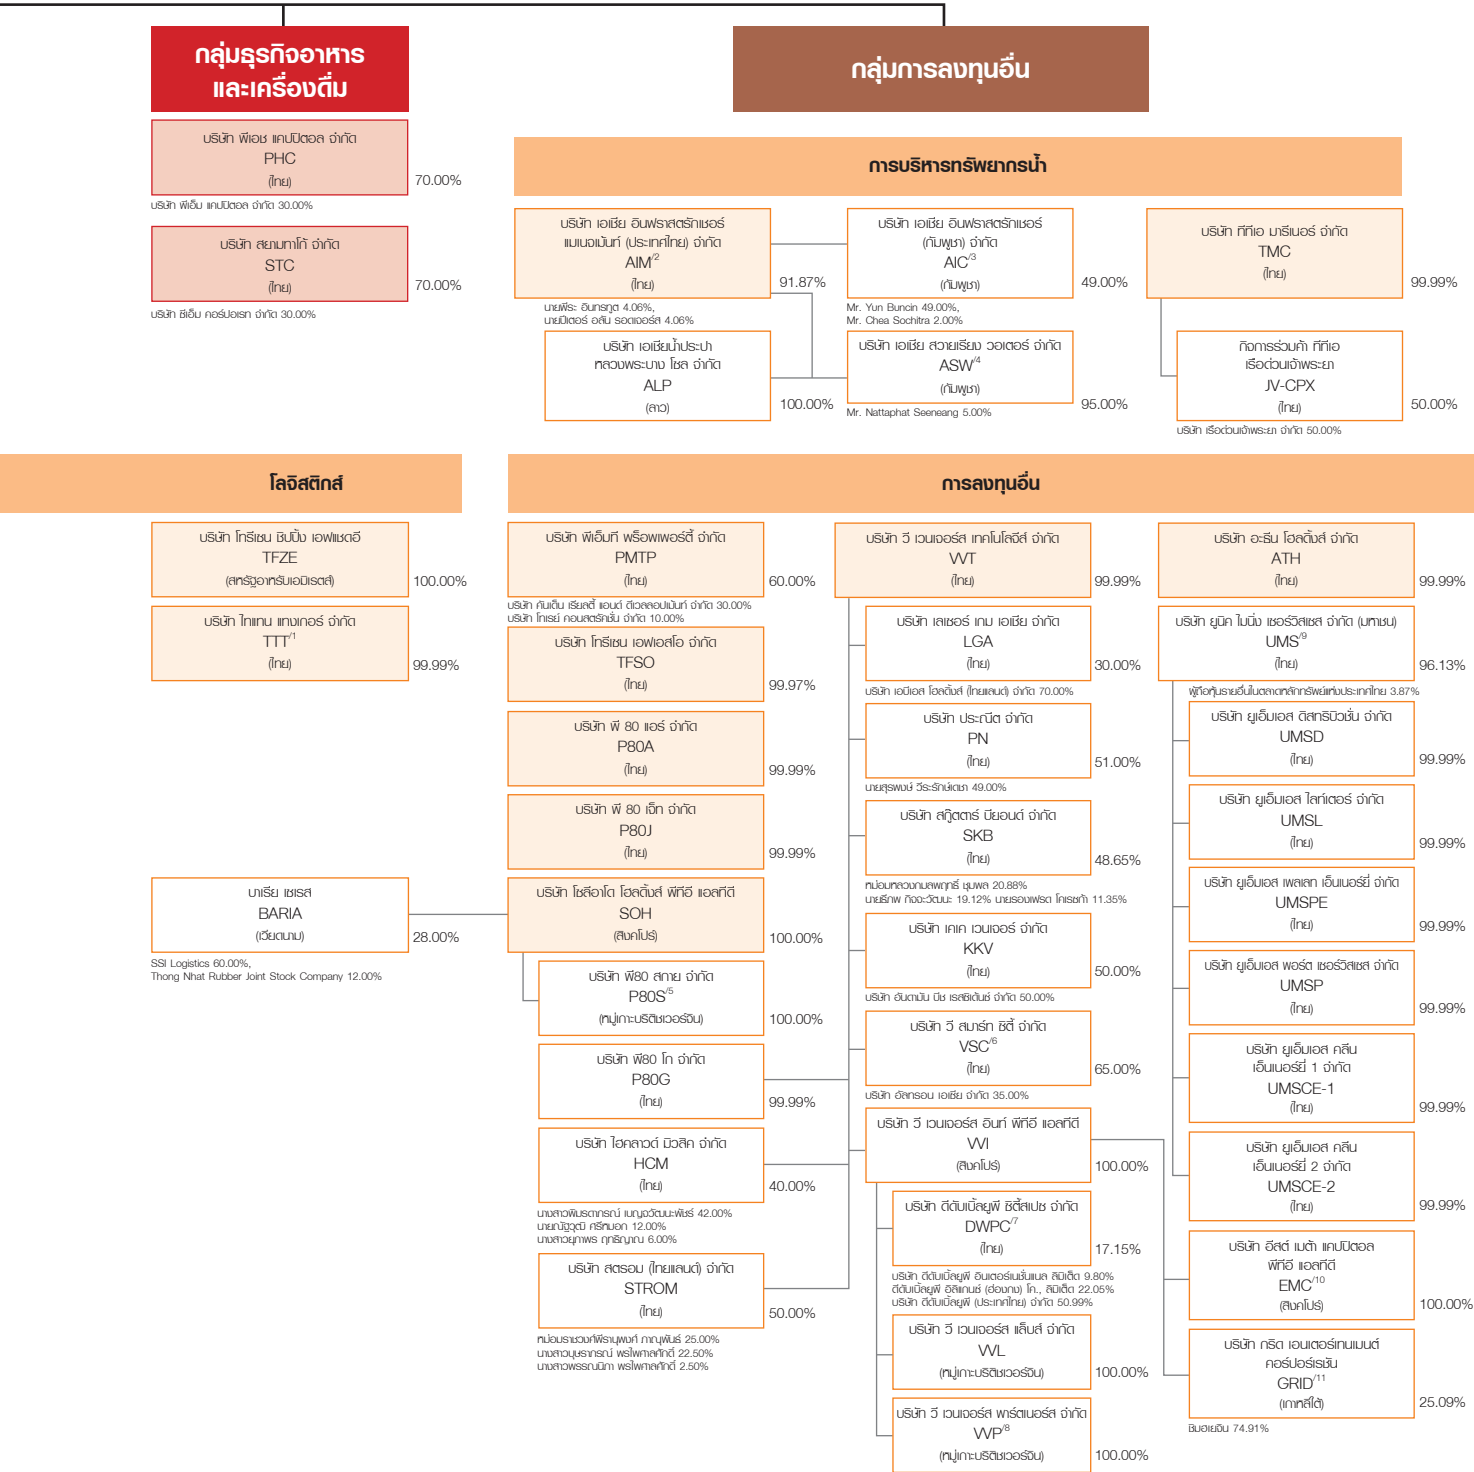 กลุ่มธุรกิจอาหาร
และเครื่องดื่ม
กลุ่มการลงทุนอื่น
บริษัท พีเอช แคปปิตอล จำกัด
PHC
(ไทย)
70.00%
บริษัท พีเอ็ม แคปปิตอล จำกัด 30.00%
บริษัท สยามทาโก้ จำกัด
STC
(ไทย)
70.00%
บริษัท ซีเอ็ม คอร์ปอเรท จำกัด 30.00%
การบริหารทรัพยากรน้ำ
บริษัท เอเชีย อินฟราสตรักเชอร์
แมเนจเม้นท์ (ประเทศไทย) จำกัด
AIM/2
(ไทย)
91.87%
นายพีระ อินทรทูต 4.06%,
นายปีเตอร์ อลัน รอดเจอร์ส 4.06%
บริษัท เอเชีย อินฟราสตรักเชอร์
(กัมพูชา) จำกัด
AIC/3
(กัมพูชา)
49.00%
Mr. Yun Buncin 49.00%,
Mr. Chea Sochitra 2.00%
บริษัท ทีทีเอ มารีเนอร์ จำกัด
TMC
(ไทย)
99.99%
บริษัท เอเชียน้ำประปา
หลวงพระบาง โซล จำกัด
ALP
(ลาว)
100.00%
บริษัท เอเชีย สวายเรียง วอเตอร์ จำกัด
ASW/4
(กัมพูชา)
95.00%
Mr. Nattaphat Seeneang 5.00%
กิจการร่วมค้า ทีทีเอ
เรือด่วนเจ้าพระยา
JV-CPX
(ไทย)
50.00%
บริษัท เรือด่วนเจ้าพระยา จำกัด 50.00%
โลจิสติกส์
บริษัท โทรีเซน ชิปปิ้ง เอฟแซดอี
TFZE
(สหรัฐอาหรับเอมิเรตส์)
100.00%
บริษัท ไทแทน แทงเกอร์ จำกัด
TTT/1
(ไทย)
99.99%
บาเรีย เซเรส
BARIA
(เวียดนาม)
28.00%
SSI Logistics 60.00%,
Thong Nhat Rubber Joint Stock Company 12.00%
การลงทุนอื่น
บริษัท พีเอ็มที พร็อพเพอร์ตี้ จำกัด
PMTP
(ไทย)
60.00%
บริษัท คันเด็น เรียลตี้ แอนด์ ดีเวลลอปเม้นท์ จำกัด 30.00%
บริษัท โทเรย์ คอนสตรัคชั่น จำกัด 10.00%
บริษัท โทรีเซน เอฟเอสโอ จำกัด
TFSO
(ไทย)
99.97%
บริษัท พี 80 แอร์ จำกัด
P80A
(ไทย)
99.99%
บริษัท พี 80 เจ็ท จำกัด
P80J
(ไทย)
99.99%
บริษัท โซลีอาโด โฮลดิ้งส์ พีทีอี แอลทีดี
SOH
(สิงคโปร์)
100.00%
บริษัท พี80 สกาย จำกัด
P80S/5
(หมู่เกาะบริติชเวอร์จิน)
100.00%
บริษัท พี80 โก จำกัด
P80G
(ไทย)
99.99%
บริษัท ไฮคลาวด์ มิวสิค จำกัด
HCM
(ไทย)
40.00%
นางสาวพิมรดาภรณ์ เบญจวัฒนะพัชร์ 42.00%
นายณัฐวุฒิ ศรีหมอก 12.00%
นางสาวยุภาพร ฤทธิญาณ 6.00%
บริษัท สตรอม (ไทยแลนด์) จำกัด
STROM
(ไทย)
50.00%
หม่อมราชวงศ์พีรานุพงศ์ ภาณุพันธ์ 25.00%
นางสาวบุษราภรณ์ พรไพศาลศักดิ์ 22.50%
นางสาวพรรณนิภา พรไพศาลศักดิ์ 2.50%
บริษัท วี เวนเจอร์ส เทคโนโลจีส์ จำกัด
VVT
(ไทย)
99.99%
บริษัท เลเซอร์ เกม เอเชีย จำกัด
LGA
(ไทย)
30.00%
บริษัท เอบีเอส โฮลดิ้งส์ (ไทยแลนด์) จำกัด 70.00%
บริษัท ประณีต จำกัด
PN
(ไทย)
51.00%
นายสุรพงษ์ วีระรักษ์เดชา 49.00%
บริษัท สกู๊ตตาร์ บียอนด์ จำกัด
SKB
(ไทย)
48.65%
หม่อมหลวงกมลพฤทธิ์ ชุมพล 20.88%
นายธีภพ กิจจะวัฒนะ 19.12% นายรองเฟรด โคเรซก้า 11.35%
บริษัท เคเค เวนเจอร์ จำกัด
KKV
(ไทย)
50.00%
บริษัท อันดามัน บีช เรสซิเด้นซ์ จำกัด 50.00%
บริษัท วี สมาร์ท ซิตี้ จำกัด
VSC/6
(ไทย)
65.00%
บริษัท อัลทรอน เอเชีย จำกัด 35.00%
บริษัท วี เวนเจอร์ส อินท์ พีทีอี แอลทีดี
VVI
(สิงคโปร์)
100.00%
บริษัท ดีดับเบิ้ลยูพี ซิตี้สเปซ จำกัด
DWPC/7
(ไทย)
17.15%
บริษัท ดีดับเบิ้ลยูพี อินเตอร์เนชั่นแนล ลิมิเต็ด 9.80%
ดีดับเบิ้ลยูพี อิลิแกนซ์ (ฮ่องกง) โค., ลิมิเต็ด 22.05%
บริษัท ดีดับเบิ้ลยูพี (ประเทศไทย) จำกัด 50.99%
บริษัท วี เวนเจอร์ส แล็บส์ จำกัด
VVL
(หมู่เกาะบริติชเวอร์จิน)
100.00%
บริษัท วี เวนเจอร์ส พาร์ตเนอร์ส จำกัด
VVP/8
(หมู่เกาะบริติชเวอร์จิน)
100.00%
บริษัท อะธีน โฮลดิ้งส์ จำกัด
ATH
(ไทย)
99.99%
บริษัท ยูนิค ไมนิ่ง เซอร์วิสเซส จำกัด (มหาชน)
UMS/9
(ไทย)
96.13%
ผู้ถือหุ้นรายอื่นในตลาดหลักทรัพย์แห่งประเทศไทย 3.87%
บริษัท ยูเอ็มเอส ดิสทริบิวชั่น จำกัด
UMSD
(ไทย)
99.99%
บริษัท ยูเอ็มเอส ไลท์เตอร์ จำกัด
UMSL
(ไทย)
99.99%
บริษัท ยูเอ็มเอส เพลเลท เอ็นเนอร์ยี่ จำกัด
UMSPE
(ไทย)
99.99%
บริษัท ยูเอ็มเอส พอร์ต เซอร์วิสเซส จำกัด
UMSP
(ไทย)
99.99%
บริษัท ยูเอ็มเอส คลีน
เอ็นเนอร์ยี่ 1 จำกัด
UMSCE-1
(ไทย)
99.99%
บริษัท ยูเอ็มเอส คลีน
เอ็นเนอร์ยี่ 2 จำกัด
UMSCE-2
(ไทย)
99.99%
บริษัท อีสต์ เมต้า แคปปิตอล
พีทีอี แอลทีดี
EMC/10
(สิงคโปร์)
100.00%
บริษัท กริด เอนเตอร์เทนเมนต์
คอร์ปอร์เรชัน
GRID/11
(เกาหลีใต้)
25.09%
ชิมฮเยจิน 74.91%